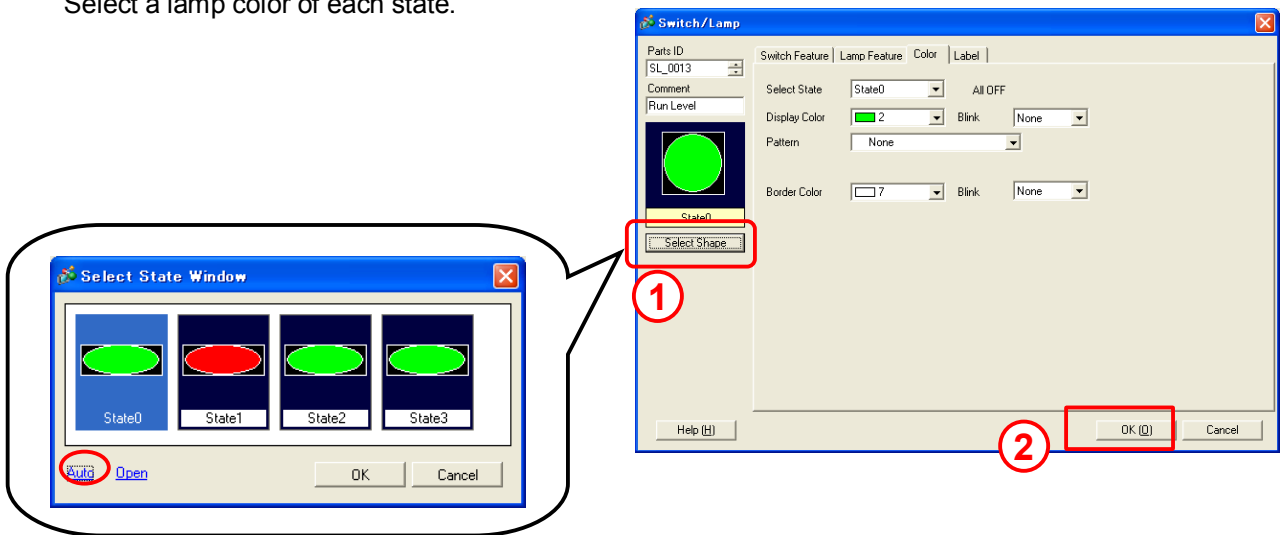 Select a lamp color of each state.
Switch/Lamp
Parts ID
SL_0013
Comment
Run Level
State0
Select Shape
1
Switch Feature Lamp Feature Color Label
Select State State0 All OFF
Display Color 2 Blink None
Pattern None
Border Color 7 Blink None
Help (H)
2
OK (O) Cancel
Select State Window
State0 State1 State2 State3
Auto Open OK Cancel